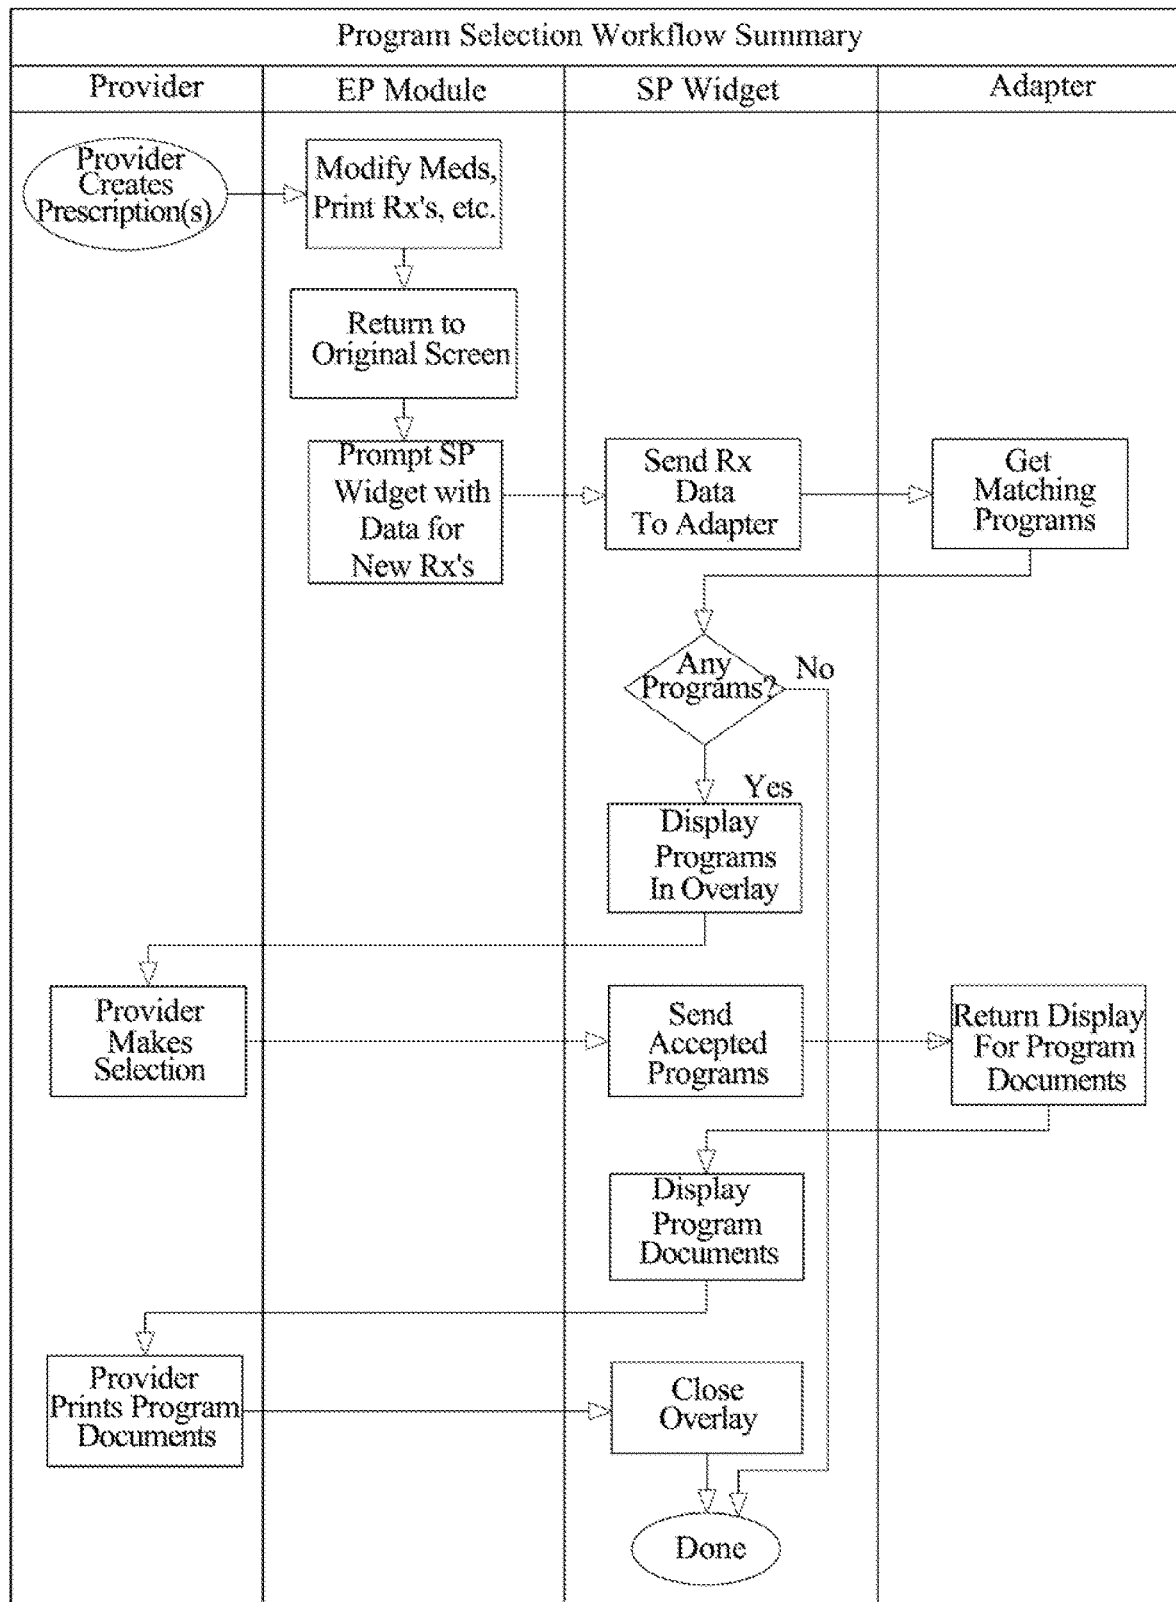 Program Selection Workflow Summary
Provider
EP Module
SP Widget
Adapter
Provider
Creates
Prescription(s)
Modify Meds,
Print Rx's, etc.
Return to
Original Screen
Prompt SP
Widget with
Data for
New Rx's
Send Rx
Data
To Adapter
Get
Matching
Programs
Any
Programs?
No
Yes
Display
Programs
In Overlay
Provider
Makes
Selection
Send
Accepted
Programs
Return Display
For Program
Documents
Display
Program
Documents
Provider
Prints Program
Documents
Close
Overlay
Done